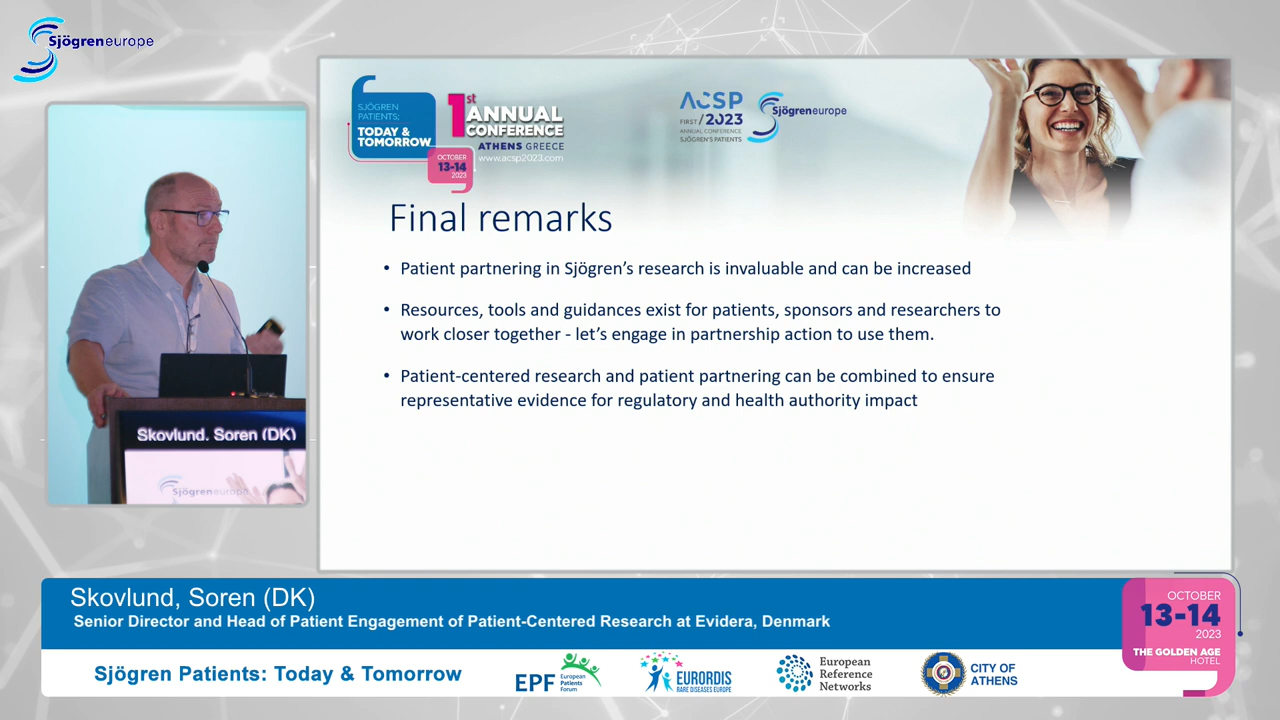 Sjögreneurope
SJÖGREN
PATIENTS:
TODAY &
TOMORROW
1st
ANNUAL
CONFERENCE
ATHENS GREECE
www.acsp2023.com
OCTOBER
13-14
2023
ACSP
FIRST / 2023
ANNUAL CONFERENCE
SJÖGREN'S PATIENTS
Sjögreneurope
Final remarks
• Patient partnering in Sjögren's research is invaluable and can be increased
• Resources, tools and guidances exist for patients, sponsors and researchers to
work closer together - let's engage in partnership action to use them.
• Patient-centered research and patient partnering can be combined to ensure
representative evidence for regulatory and health authority impact
Skovlund. Soren (DK)
Sjögreneurope
Skovlund, Soren (DK)
Senior Director and Head of Patient Engagement of Patient-Centered Research at Evidera, Denmark
OCTOBER
13-14
2023
THE GOLDEN AGE
HOTEL
Sjögren Patients: Today & Tomorrow
EPF
European
Patients
Forum
EURORDIS
RARE DISEASES EUROPE
European
Reference
Networks
CITY OF
ATHENS